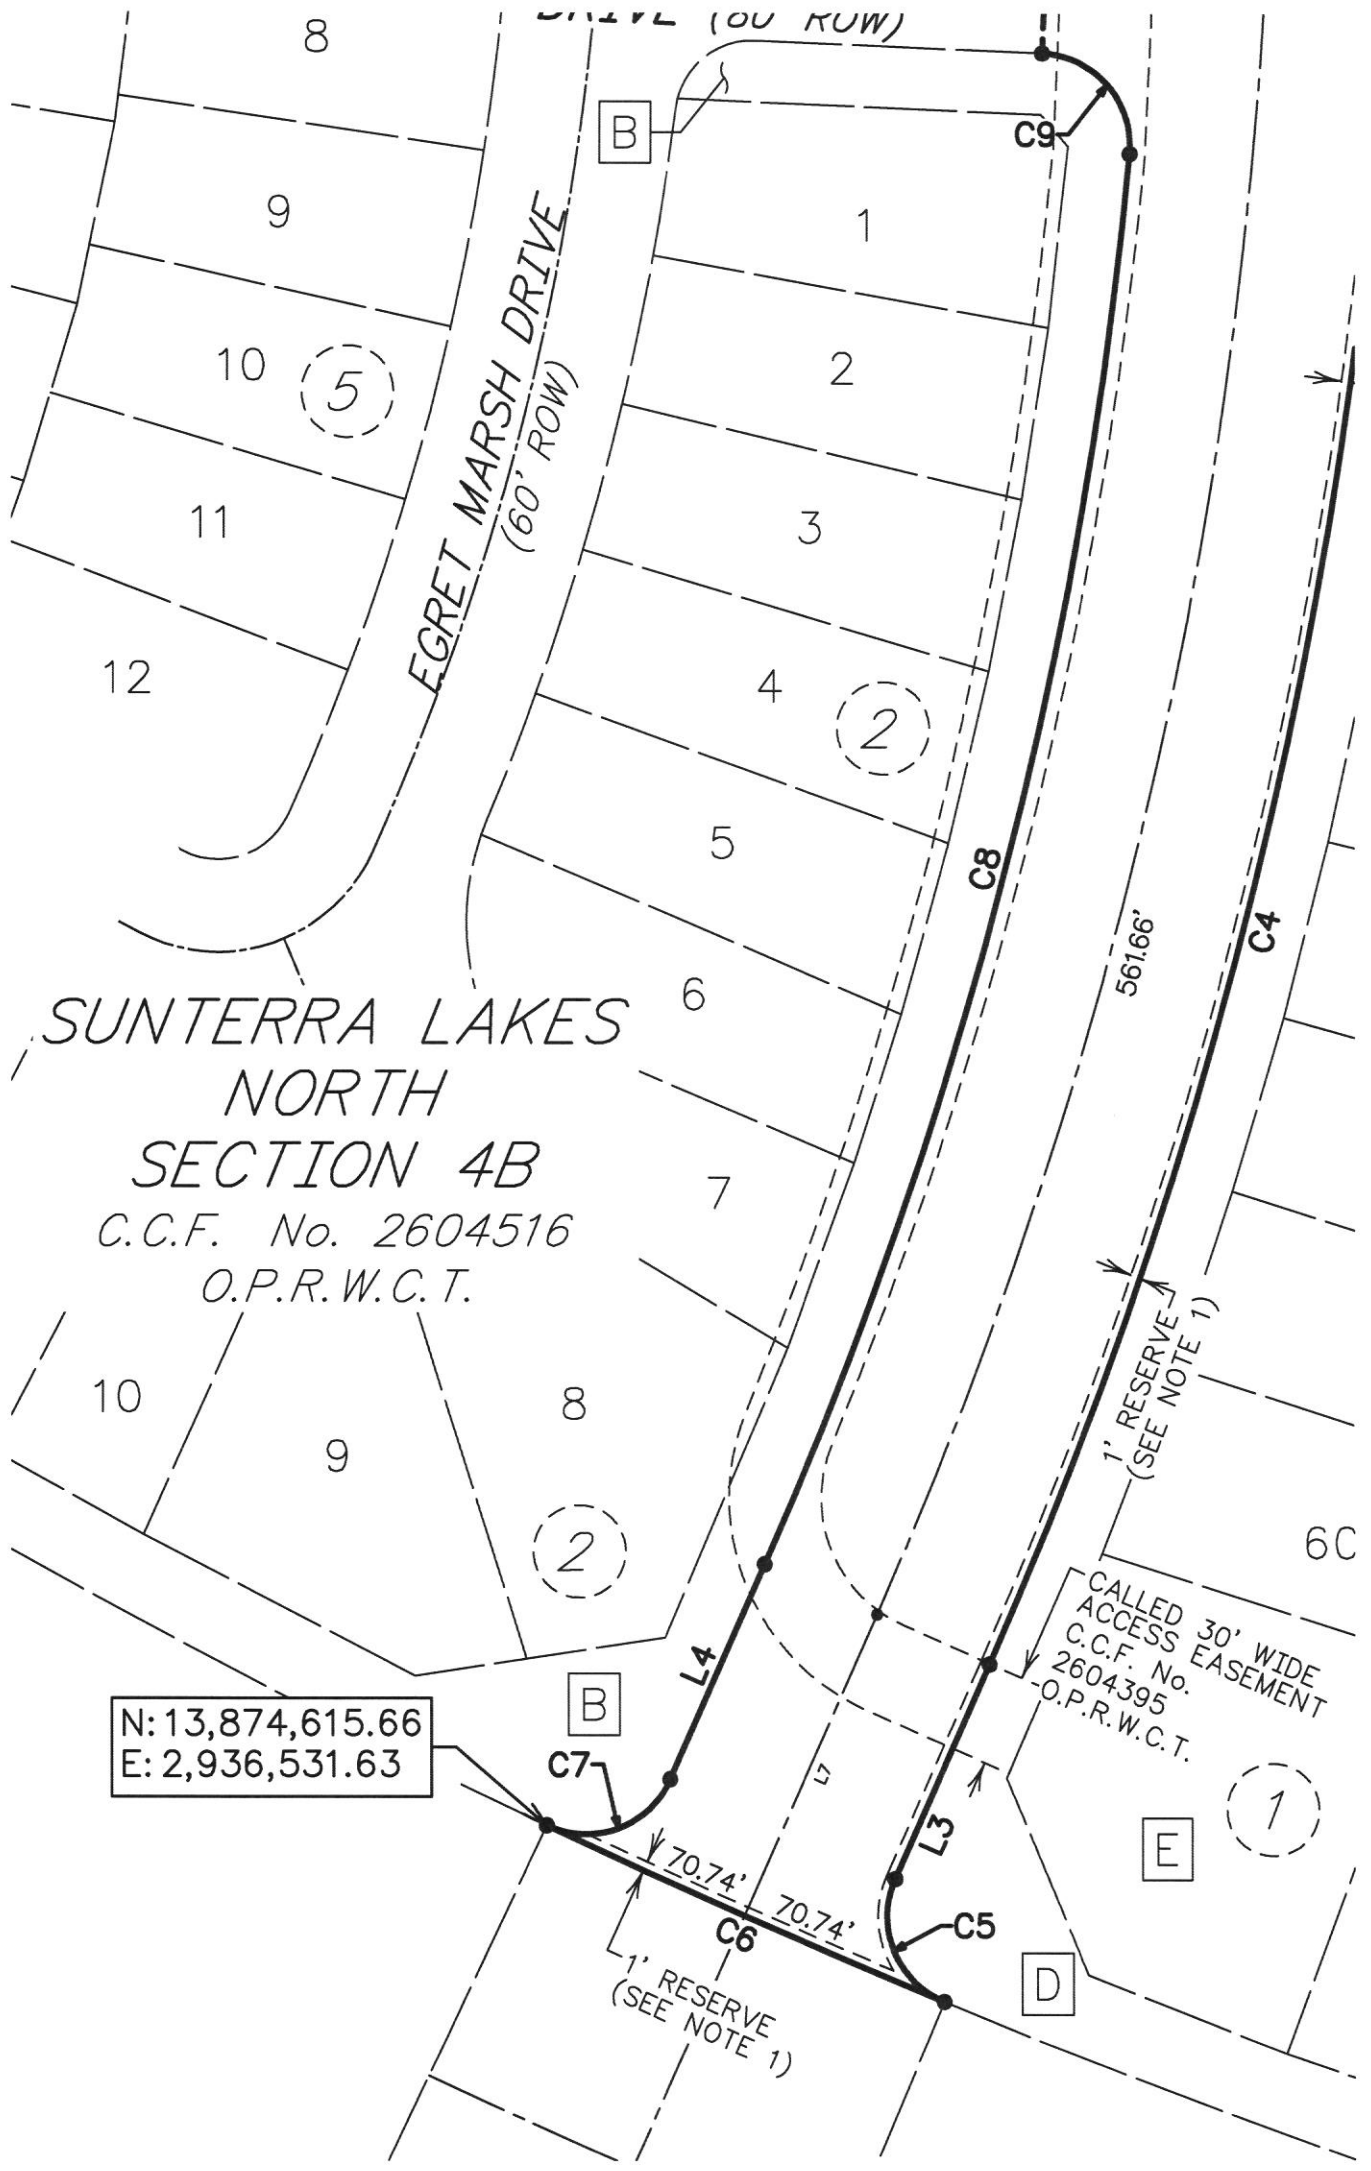 DRIVE (60' ROW)
8
B
C9
9
1
EGRET MARSH DRIVE
(60' ROW)
10
5
2
11
3
12
4
2
5
C8
C4
561.66'
6
SUNTERRA LAKES
NORTH
SECTION 4B
C.C.F. No. 2604516
O.P.R.W.C.T.
7
1' RESERVE
(SEE NOTE 1)
10
9
8
2
60
CALLED 30' WIDE
ACCESS EASEMENT
C.C.F. No.
2604395
O.P.R.W.C.T.
L4
B
N: 13,874,615.66
E: 2,936,531.63
C7
L7
L3
E
1
70.74'
70.74'
C6
C5
D
1' RESERVE
(SEE NOTE 1)